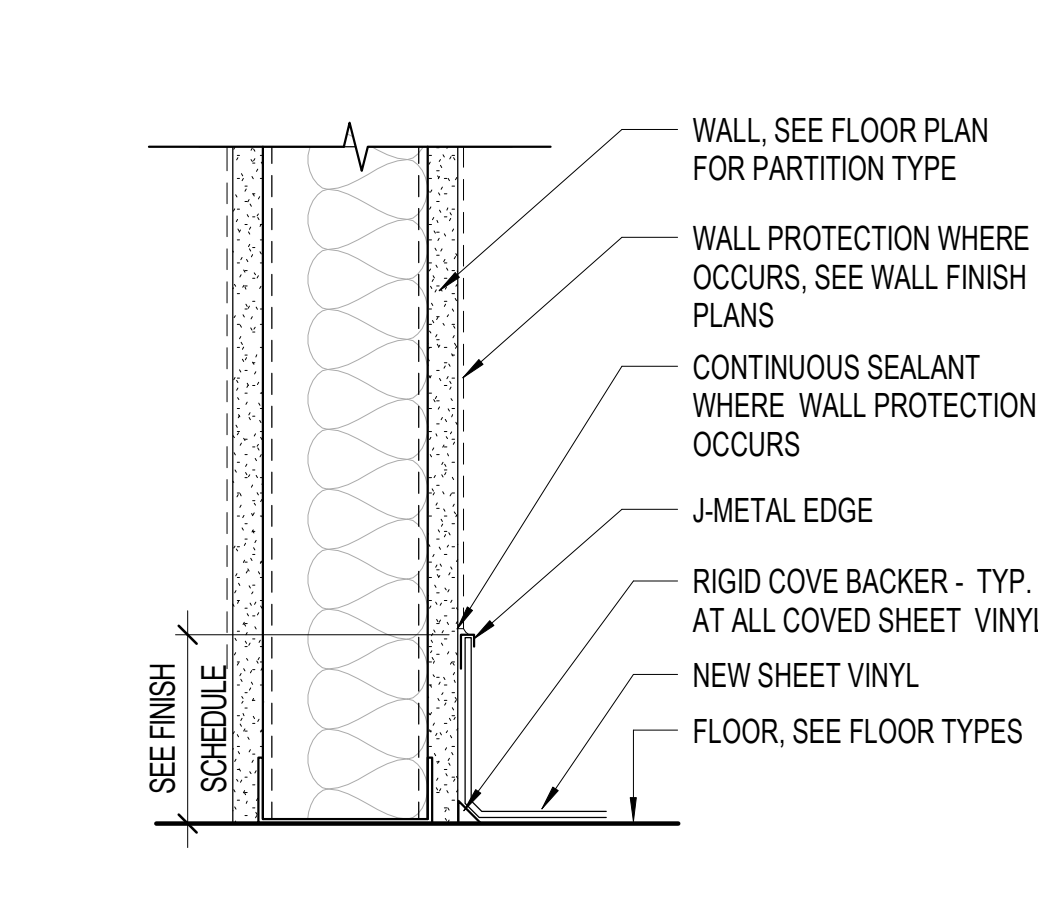 WALL, SEE FLOOR PLAN
FOR PARTITION TYPE
WALL PROTECTION WHERE
OCCURS, SEE WALL FINISH
PLANS
CONTINUOUS SEALANT
WHERE WALL PROTECTION
OCCURS
J-METAL EDGE
RIGID COVE BACKER - TYP.
AT ALL COVED SHEET VINYL
NEW SHEET VINYL
FLOOR, SEE FLOOR TYPES
SEE FINISH
SCHEDULE